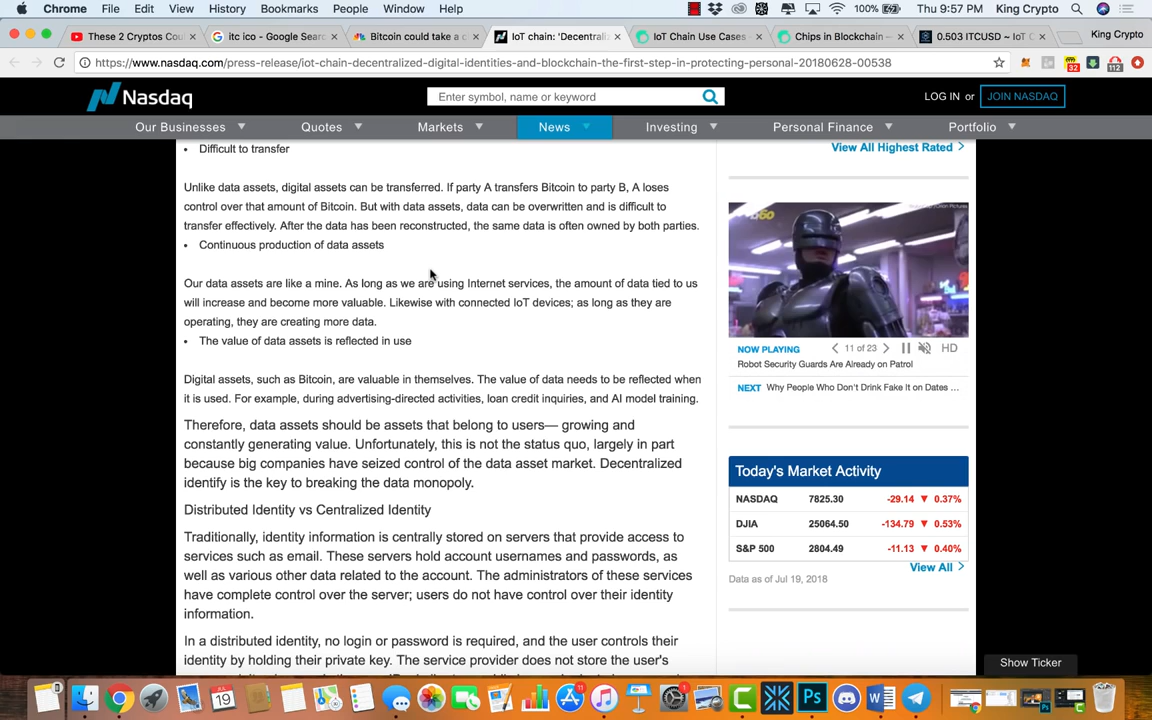 Chrome File Edit View History Bookmarks People Window Help 100% Thu 9:57 PM King Crypto
These 2 Cryptos Cou
itc ico - Google Searc
Bitcoin could take a d
IoT chain: 'Decentraliz
IoT Chain Use Cases -
Chips in Blockchain —
0.503 ITCUSD ~ IoT C
King Crypto
https://www.nasdaq.com/press-release/iot-chain-decentralized-digital-identities-and-blockchain-the-first-step-in-protecting-personal-20180628-00538
32
112
Nasdaq
Enter symbol, name or keyword
LOG IN or JOIN NASDAQ
Our Businesses Quotes Markets News Investing Personal Finance Portfolio
• Difficult to transfer
Unlike data assets, digital assets can be transferred. If party A transfers Bitcoin to party B, A loses
control over that amount of Bitcoin. But with data assets, data can be overwritten and is difficult to
transfer effectively. After the data has been reconstructed, the same data is often owned by both parties.
• Continuous production of data assets
Our data assets are like a mine. As long as we are using Internet services, the amount of data tied to us
will increase and become more valuable. Likewise with connected IoT devices; as long as they are
operating, they are creating more data.
• The value of data assets is reflected in use
Digital assets, such as Bitcoin, are valuable in themselves. The value of data needs to be reflected when
it is used. For example, during advertising-directed activities, loan credit inquiries, and AI model training.
Therefore, data assets should be assets that belong to users— growing and
constantly generating value. Unfortunately, this is not the status quo, largely in part
because big companies have seized control of the data asset market. Decentralized
identify is the key to breaking the data monopoly.
Distributed Identity vs Centralized Identity
Traditionally, identity information is centrally stored on servers that provide access to
services such as email. These servers hold account usernames and passwords, as
well as various other data related to the account. The administrators of these services
have complete control over the server; users do not have control over their identity
information.
In a distributed identity, no login or password is required, and the user controls their
identity by holding their private key. The service provider does not store the user's
View All Highest Rated
NOW PLAYING 11 of 23 HD
Robot Security Guards Are Already on Patrol
NEXT Why People Who Don't Drink Fake It on Dates ...
Today's Market Activity
NASDAQ 7825.30 -29.14 ▼ 0.37%
DJIA 25064.50 -134.79 ▼ 0.53%
S&P 500 2804.49 -11.13 ▼ 0.40%
View All
Data as of Jul 19, 2018
Show Ticker
19